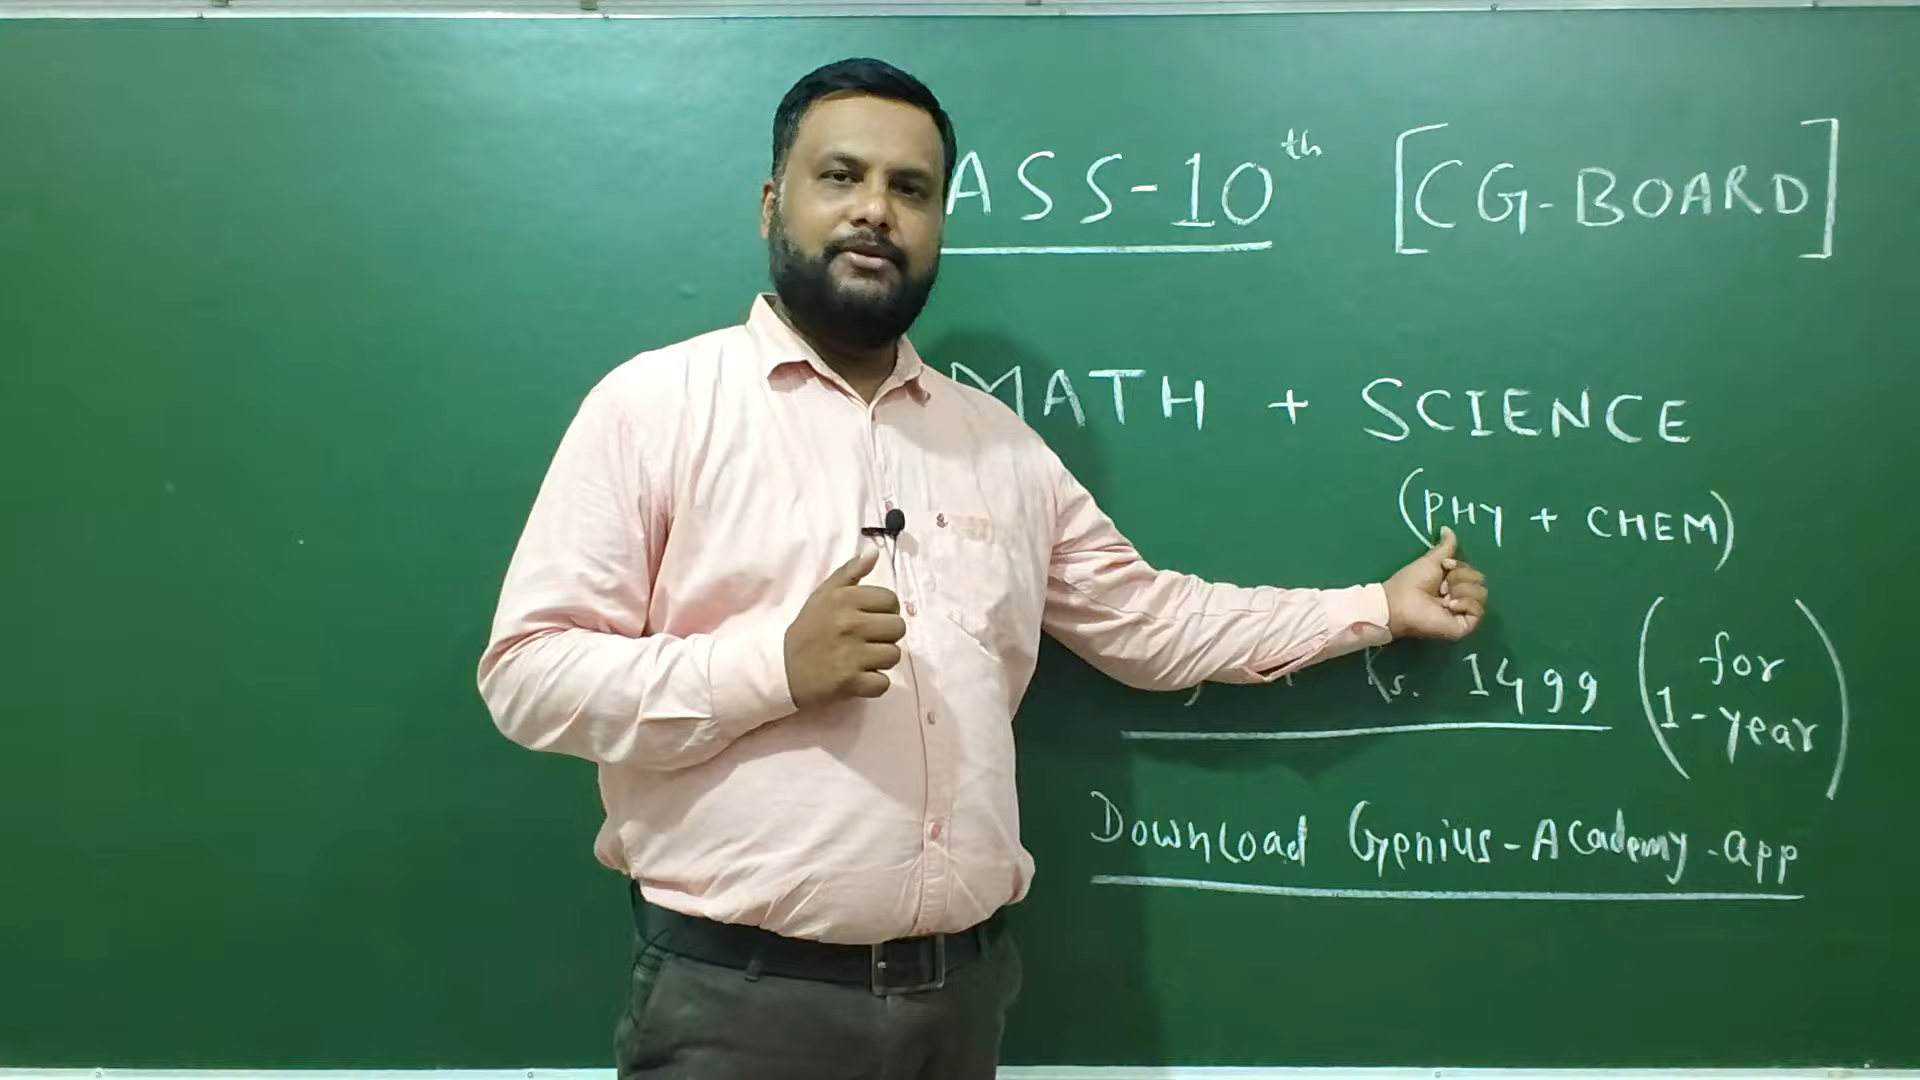 ASS-10th [CG-BOARD]
MATH + SCIENCE
(PHY + CHEM)
Rs. 1499 (for 1-year)
Download Genius-Academy-app